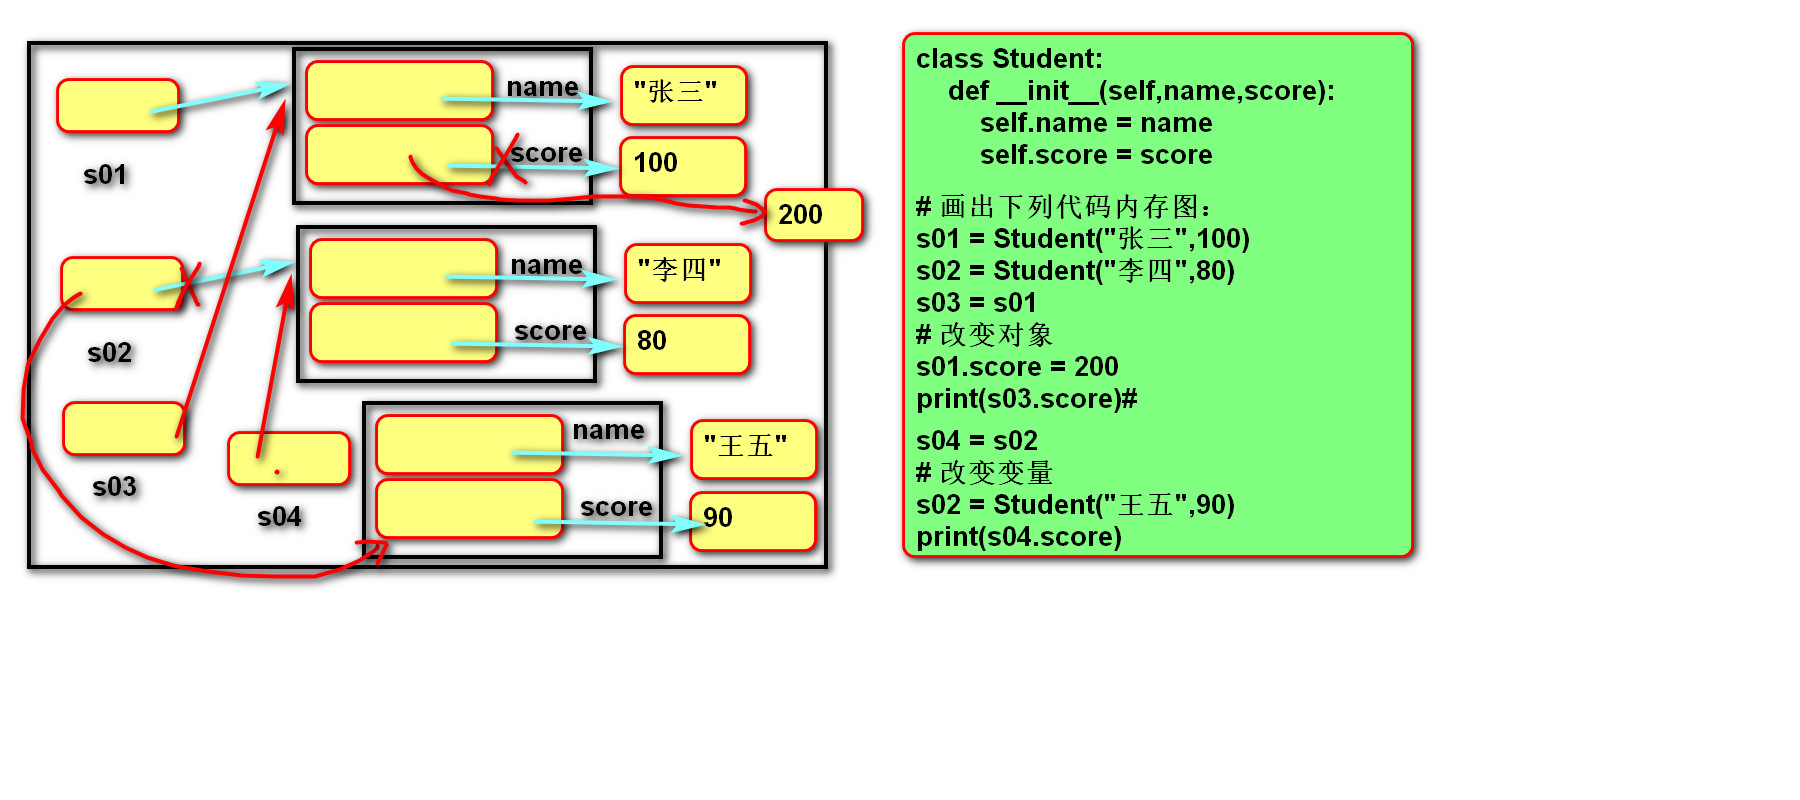 name
"张三"
s01
score
100
200
name
"李四"
s02
score
80
s03
s04
name
"王五"
score
90
class Student:
def __init__(self,name,score):
self.name = name
self.score = score
# 画出下列代码内存图：
s01 = Student("张三",100)
s02 = Student("李四",80)
s03 = s01
# 改变对象
s01.score = 200
print(s03.score)#
s04 = s02
# 改变变量
s02 = Student("王五",90)
print(s04.score)